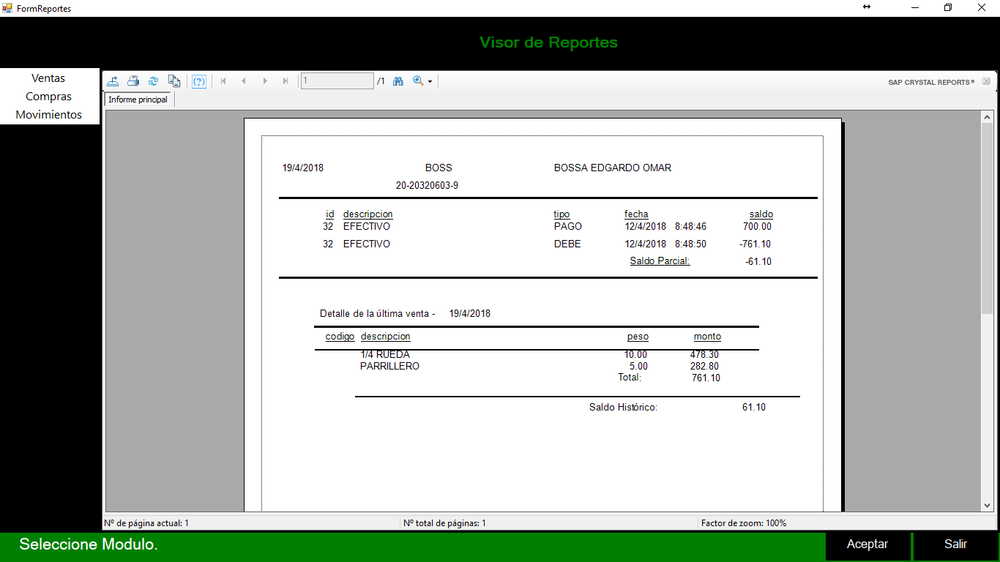 FormReportes
Visor de Reportes
Ventas
Compras
Movimientos
1 /1
SAP CRYSTAL REPORTS®
Informe principal
19/4/2018 BOSS BOSSA EDGARDO OMAR
20-20320603-9
id descripcion tipo fecha saldo
32 EFECTIVO PAGO 12/4/2018 8:48:46 700.00
32 EFECTIVO DEBE 12/4/2018 8:48:50 -761.10
Saldo Parcial: -61.10
Detalle de la última venta - 19/4/2018
codigo descripcion peso monto
1/4 RUEDA 10.00 478.30
PARRILLERO 5.00 282.80
Total: 761.10
Saldo Histórico: 61.10
Nº de página actual: 1 Nº total de páginas: 1 Factor de zoom: 100%
Seleccione Modulo. Aceptar Salir